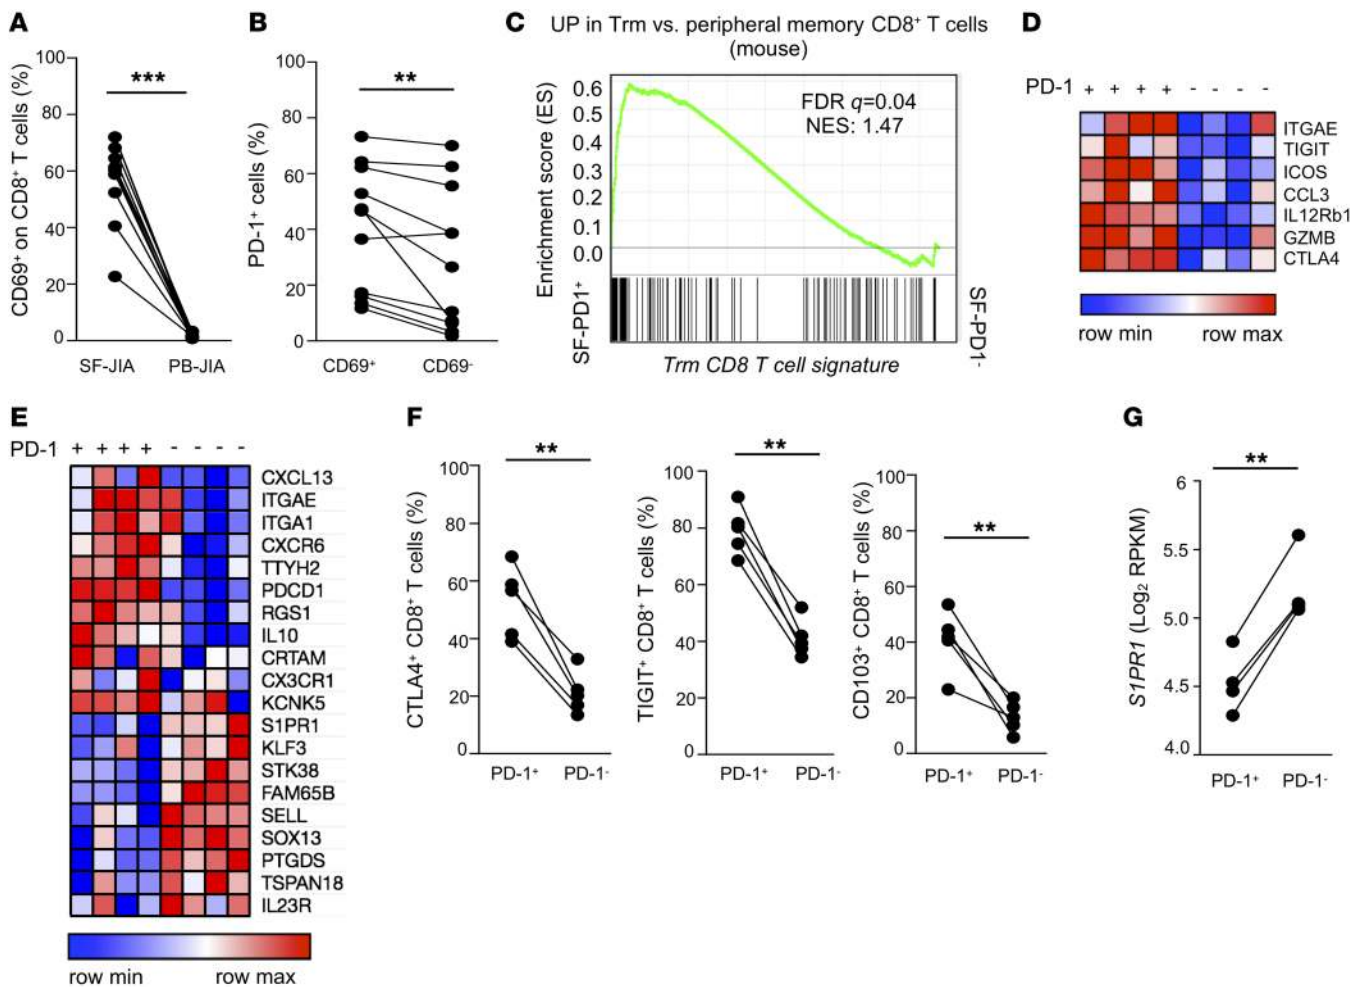 A
CD69⁺ on CD8⁺ T cells (%)
100
80
60
40
20
0
***
SF-JIA PB-JIA
B
PD-1⁺ cells (%)
100
80
60
40
20
0
**
CD69⁺ CD69⁻
C
UP in Trm vs. peripheral memory CD8⁺ T cells
(mouse)
Enrichment score (ES)
0.6
0.5
0.4
0.3
0.2
0.1
0.0
FDR q=0.04
NES: 1.47
SF-PD1⁺
SF-PD1⁻
Trm CD8 T cell signature
D
PD-1 + + + + - - - -
ITGAE
TIGIT
ICOS
CCL3
IL12Rb1
GZMB
CTLA4
row min row max
E
PD-1 + + + + - - - -
CXCL13
ITGAE
ITGA1
CXCR6
TTYH2
PDCD1
RGS1
IL10
CRTAM
CX3CR1
KCNK5
S1PR1
KLF3
STK38
FAM65B
SELL
SOX13
PTGDS
TSPAN18
IL23R
row min row max
F
CTLA4⁺ CD8⁺ T cells (%)
100
80
60
40
20
0
**
PD-1⁺ PD-1⁻
TIGIT⁺ CD8⁺ T cells (%)
100
80
60
40
20
0
**
PD-1⁺ PD-1⁻
CD103⁺ CD8⁺ T cells (%)
100
80
60
40
20
0
**
PD-1⁺ PD-1⁻
G
S1PR1 (Log₂ RPKM)
6
5.5
5.0
4.5
4.0
**
PD-1⁺ PD-1⁻